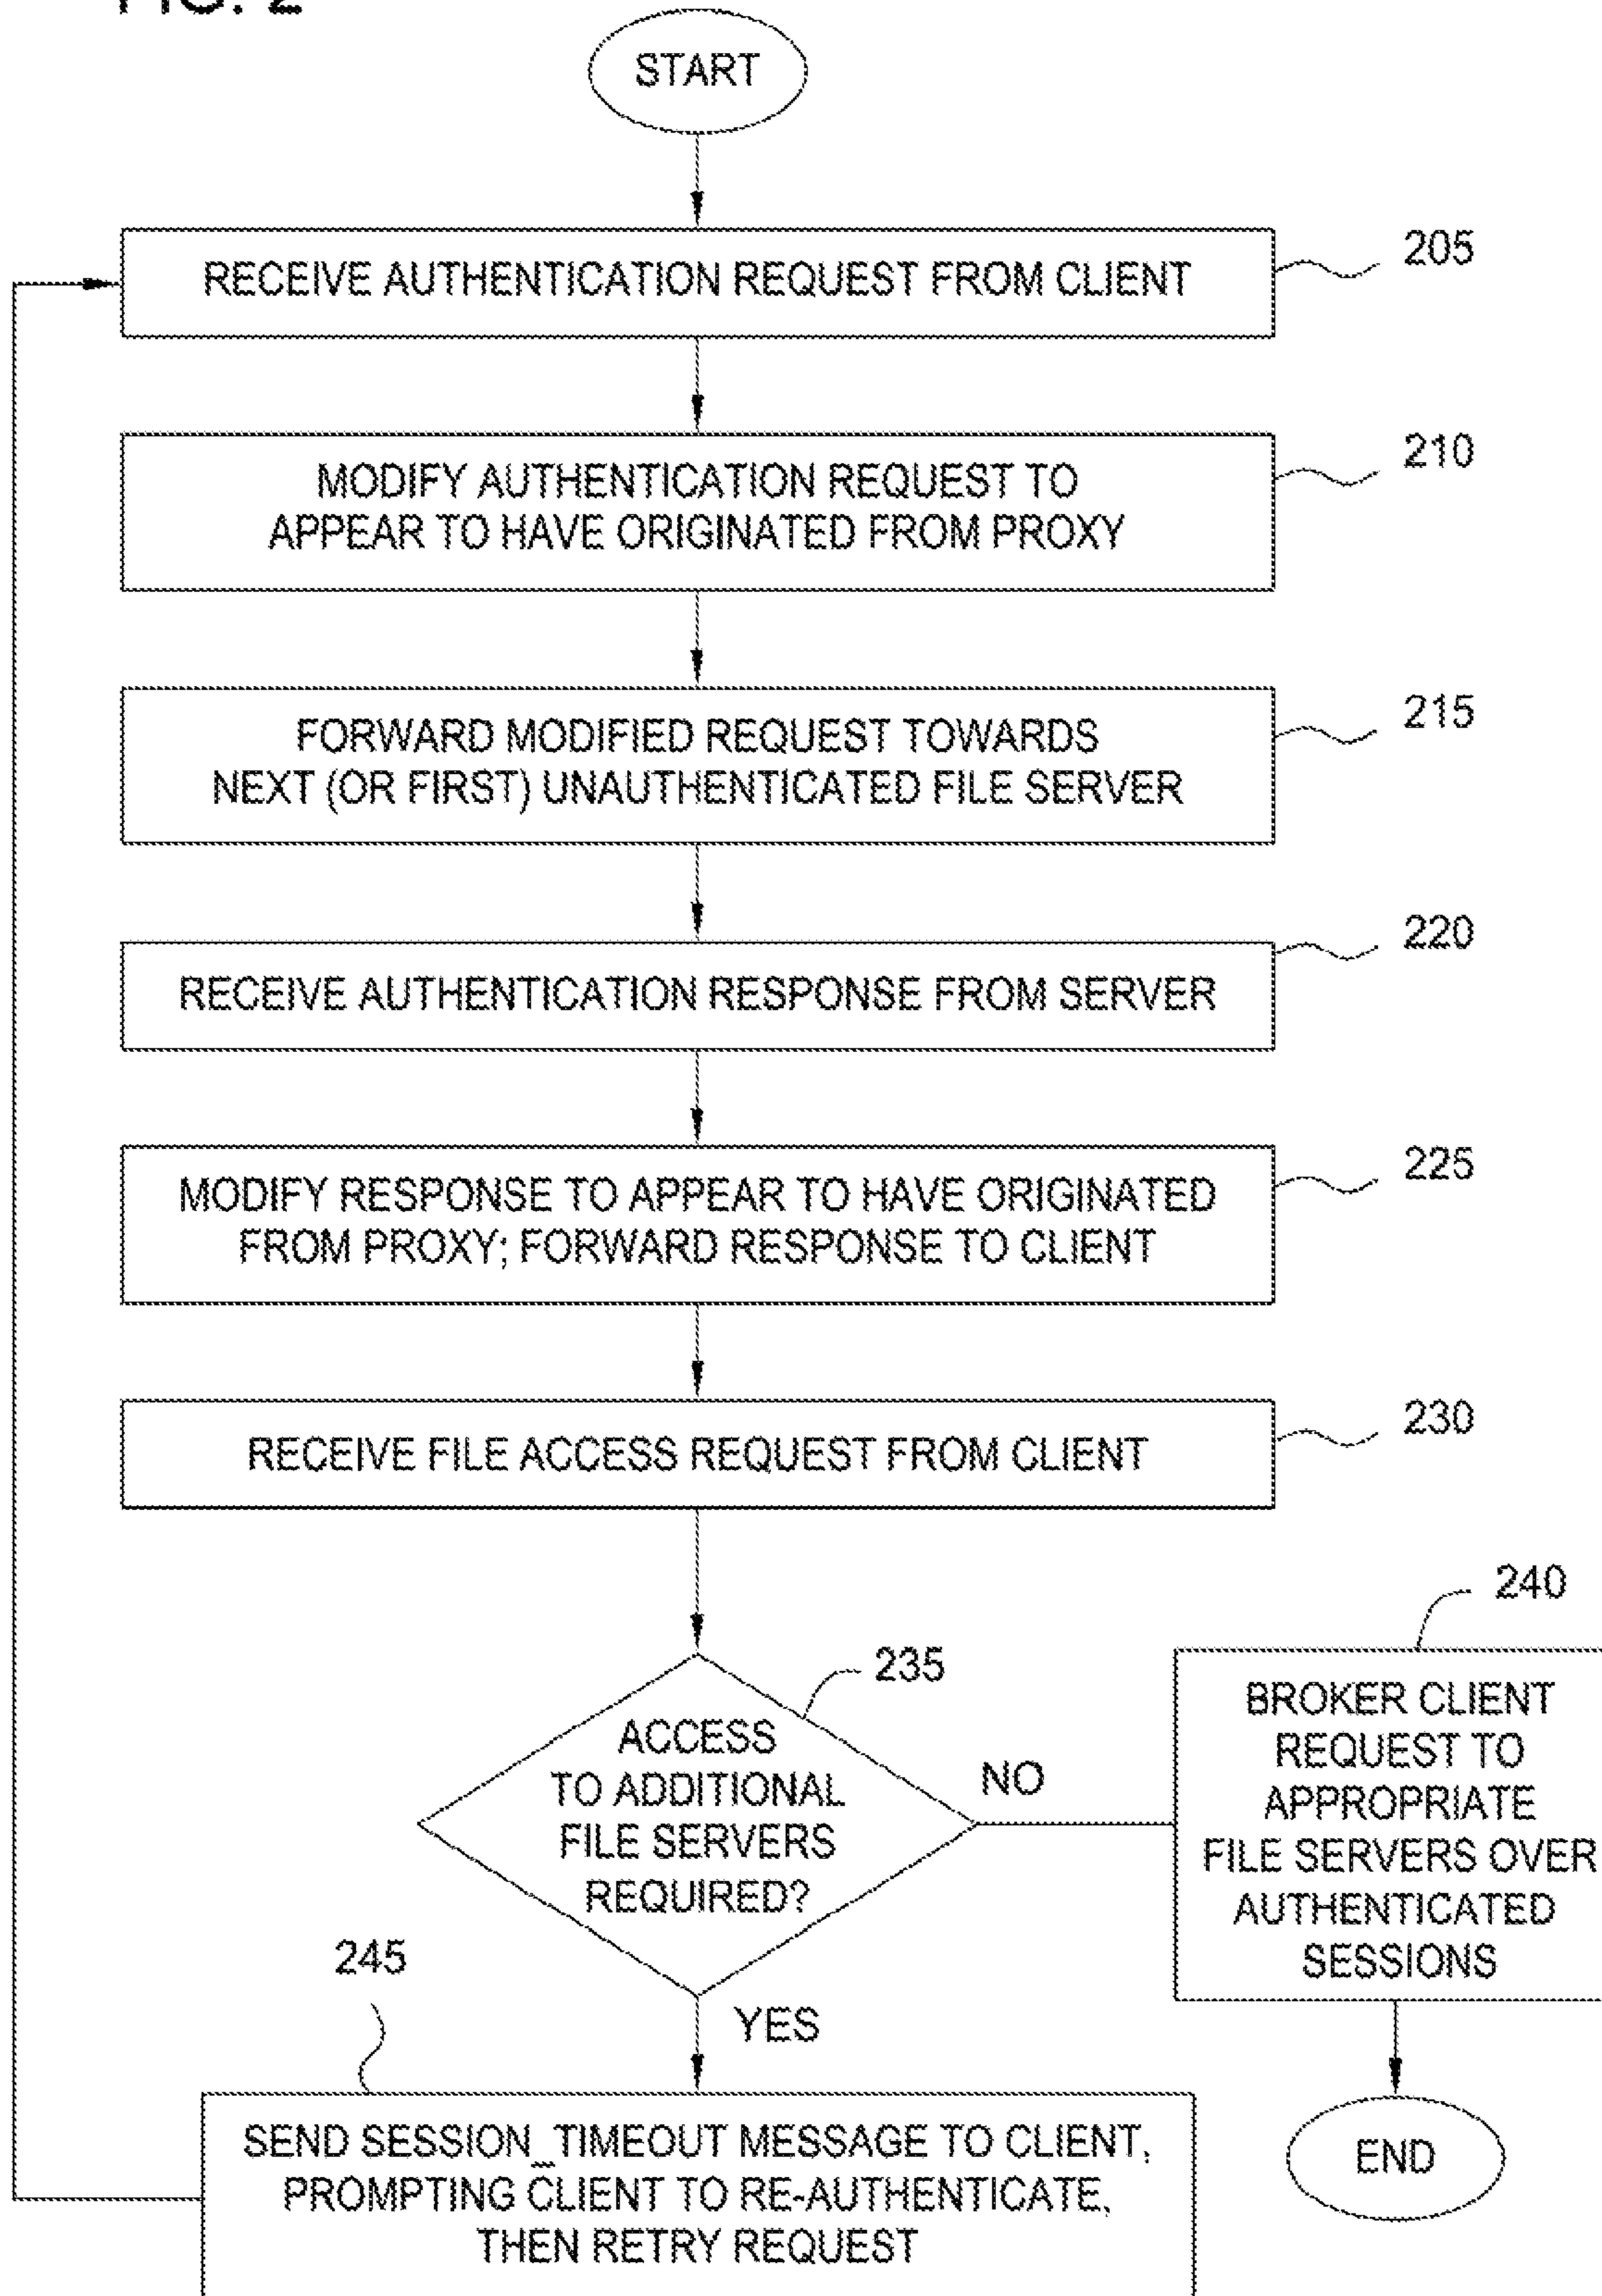 FIG. 2
START
RECEIVE AUTHENTICATION REQUEST FROM CLIENT
205
MODIFY AUTHENTICATION REQUEST TO
APPEAR TO HAVE ORIGINATED FROM PROXY
210
FORWARD MODIFIED REQUEST TOWARDS
NEXT (OR FIRST) UNAUTHENTICATED FILE SERVER
215
RECEIVE AUTHENTICATION RESPONSE FROM SERVER
220
MODIFY RESPONSE TO APPEAR TO HAVE ORIGINATED
FROM PROXY; FORWARD RESPONSE TO CLIENT
225
RECEIVE FILE ACCESS REQUEST FROM CLIENT
230
ACCESS
TO ADDITIONAL
FILE SERVERS
REQUIRED?
235
NO
240
BROKER CLIENT
REQUEST TO
APPROPRIATE
FILE SERVERS OVER
AUTHENTICATED
SESSIONS
YES
245
SEND SESSION_TIMEOUT MESSAGE TO CLIENT,
PROMPTING CLIENT TO RE-AUTHENTICATE,
THEN RETRY REQUEST
END